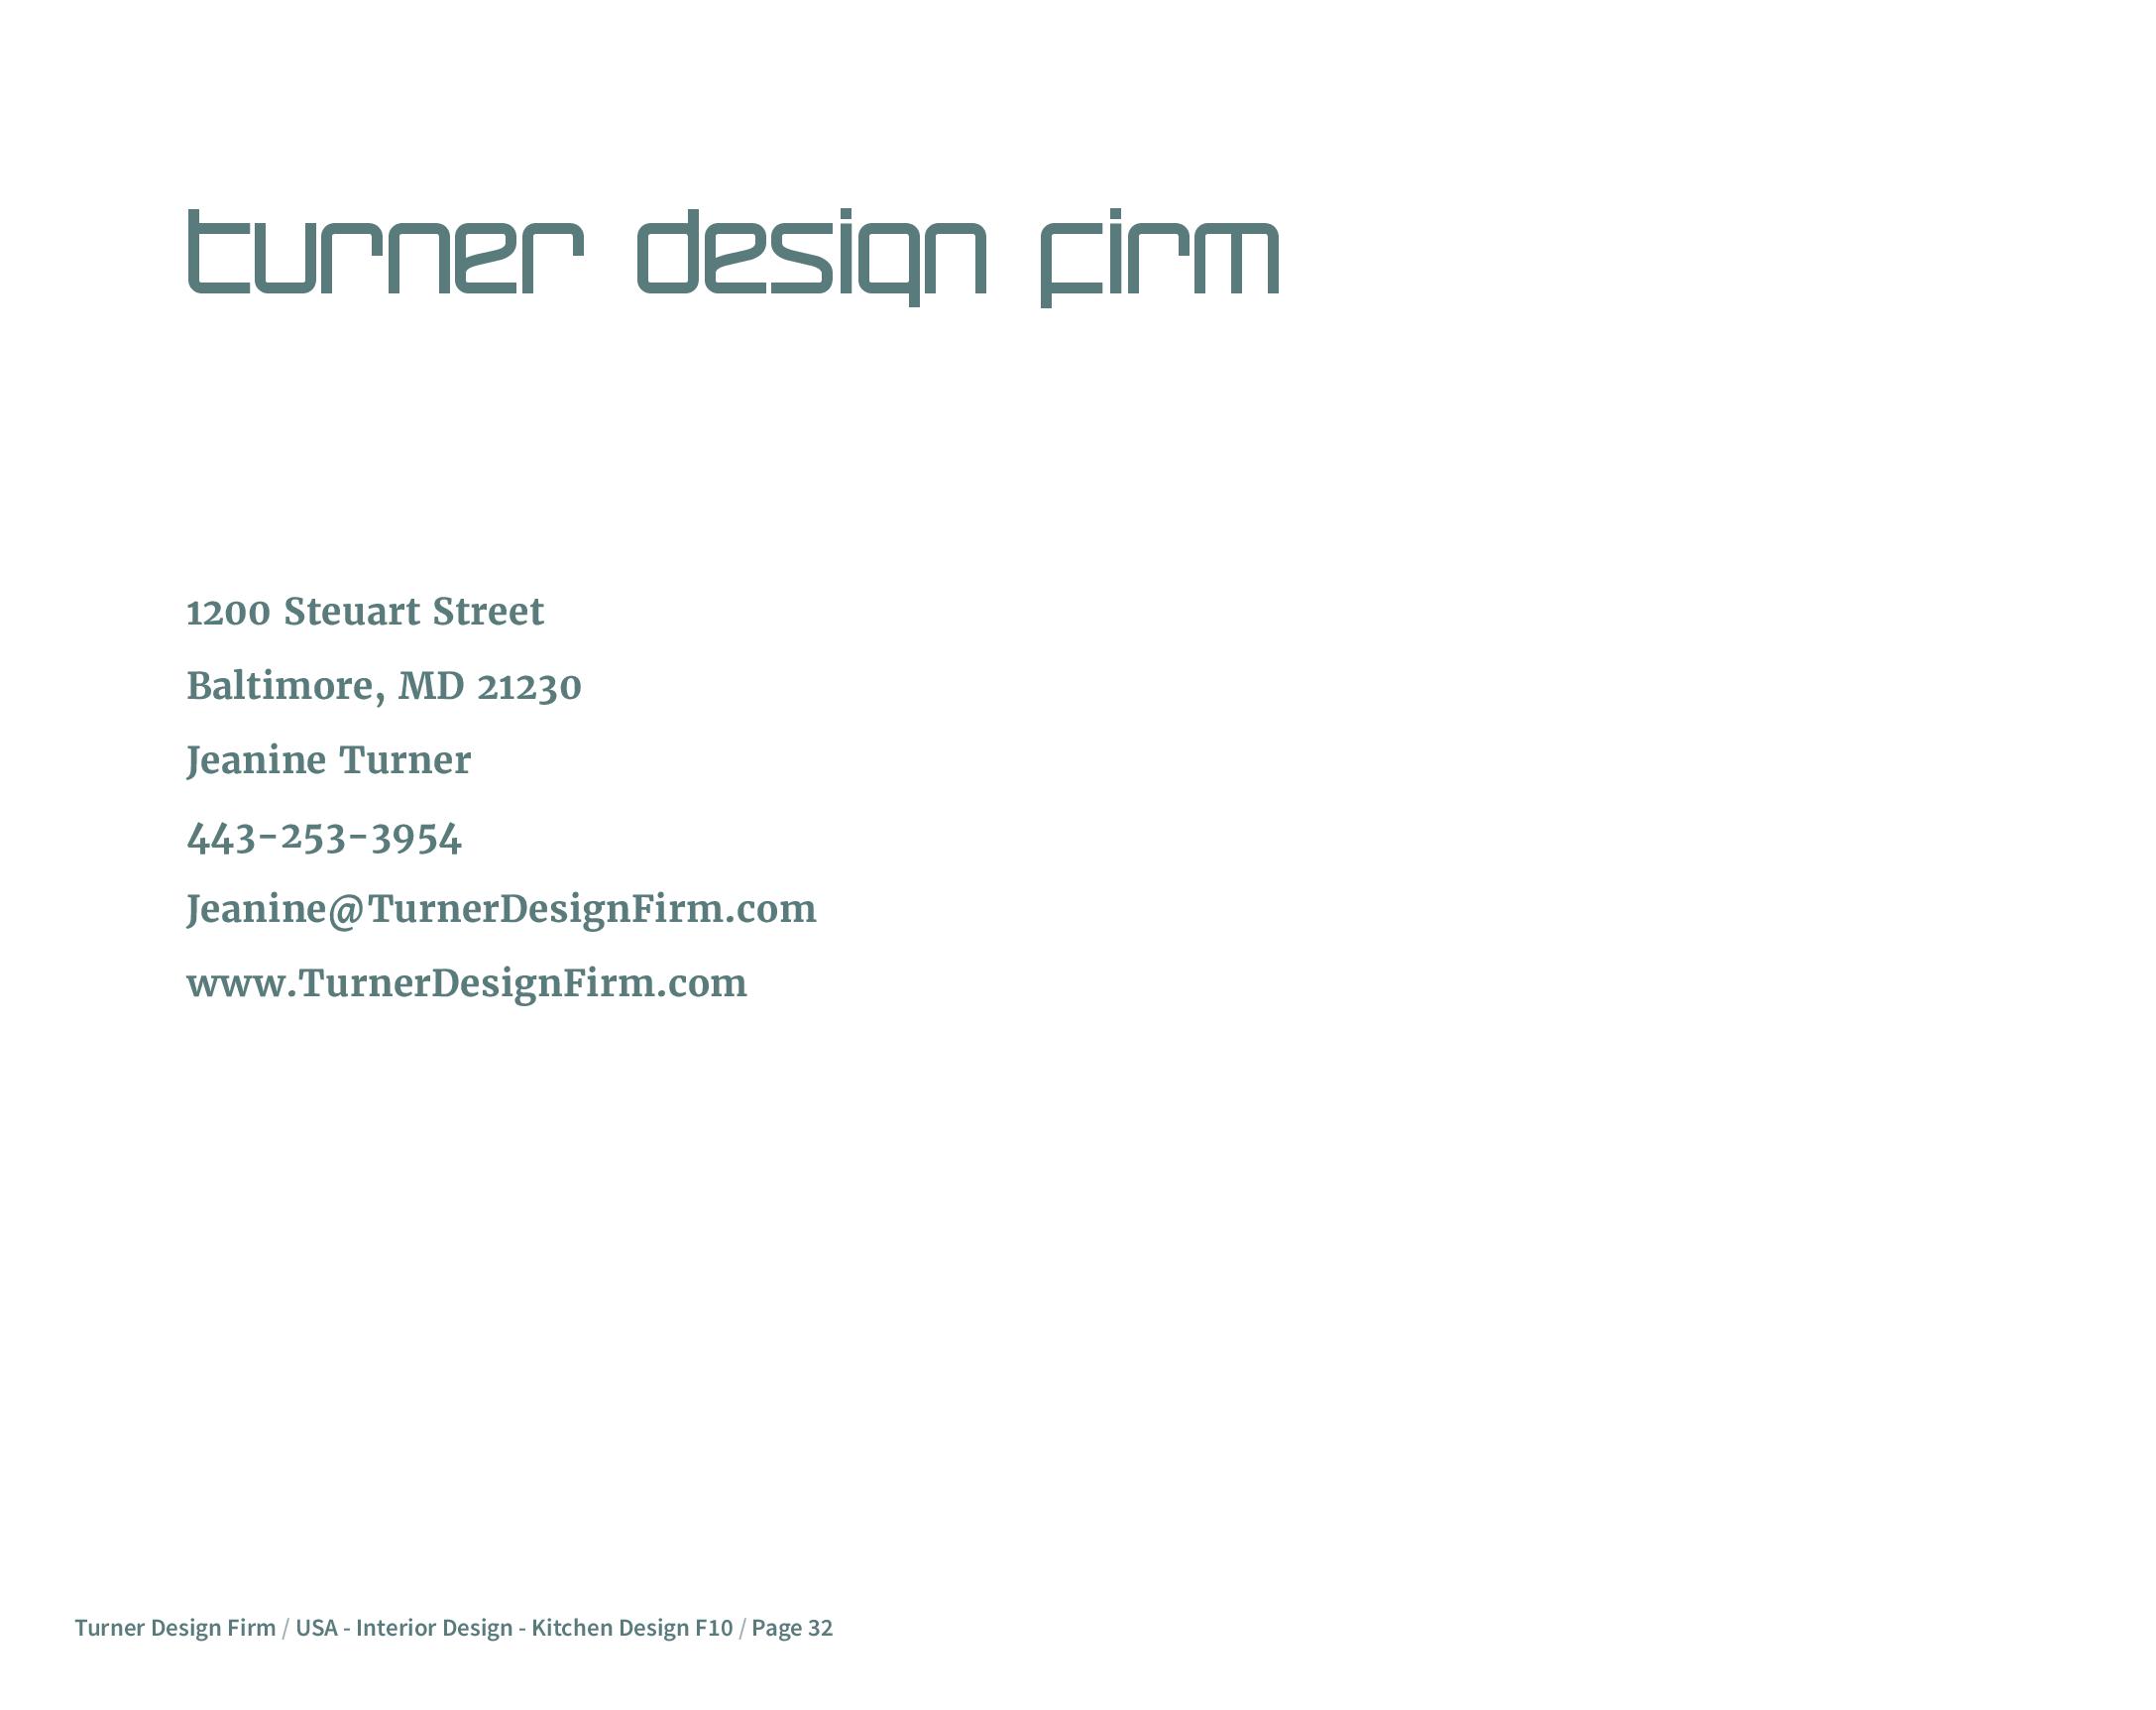 turner design firm
1200 Steuart Street
Baltimore, MD 21230
Jeanine Turner
443-253-3954
Jeanine@TurnerDesignFirm.com
www.TurnerDesignFirm.com
Turner Design Firm / USA - Interior Design - Kitchen Design F10 / Page 32